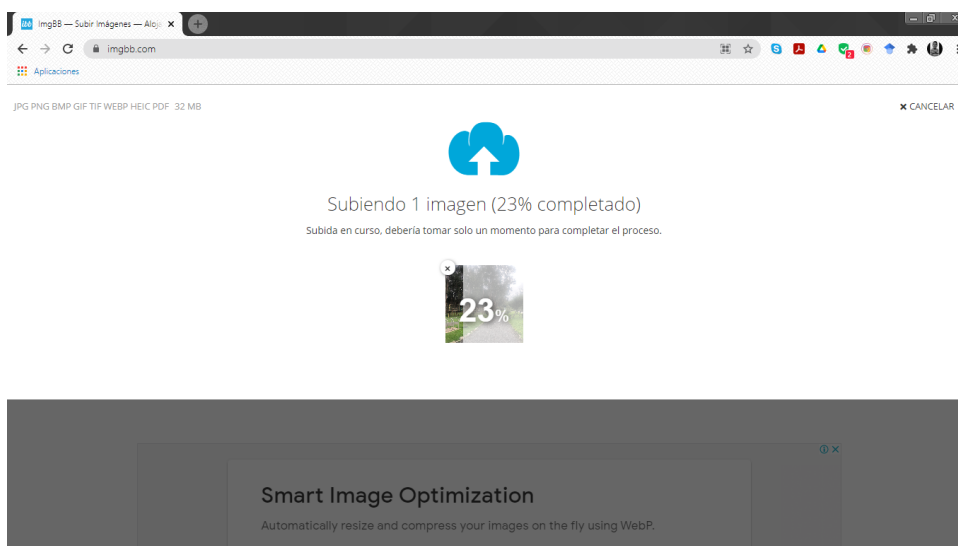 ibb ImgBB — Subir Imágenes — Aloj
imgbb.com
2
Aplicaciones
JPG PNG BMP GIF TIF WEBP HEIC PDF 32 MB
× CANCELAR
Subiendo 1 imagen (23% completado)
Subida en curso, debería tomar solo un momento para completar el proceso.
23%
Smart Image Optimization
Automatically resize and compress your images on the fly using WebP.